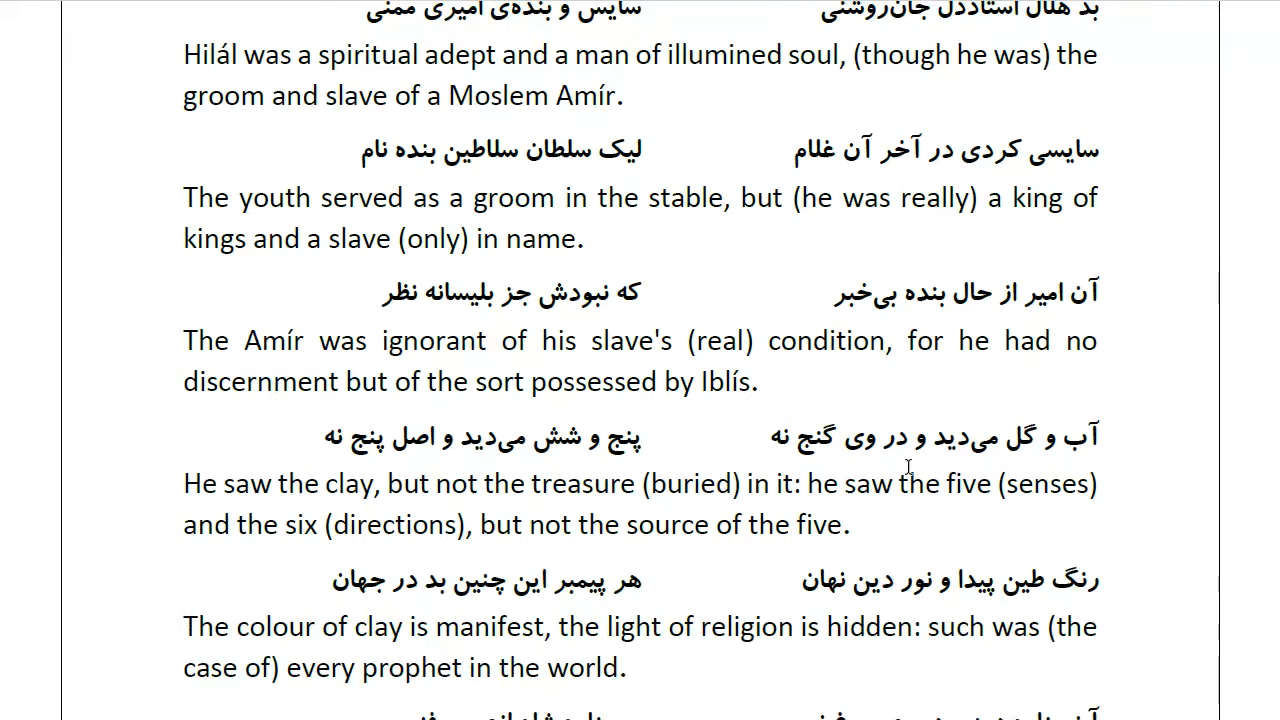 بد هلال استاددل جان‌روشنی سایس و بنده‌ی امیری ممنی
Hilál was a spiritual adept and a man of illumined soul, (though he was) the
groom and slave of a Moslem Amír.
سایسی کردی در آخر آن غلام لیک سلطان سلاطین بنده نام
The youth served as a groom in the stable, but (he was really) a king of
kings and a slave (only) in name.
آن امیر از حال بنده بی‌خبر که نبودش جز بلیسانه نظر
The Amír was ignorant of his slave's (real) condition, for he had no
discernment but of the sort possessed by Iblís.
آب و گل می‌دید و در وی گنج نه پنج و شش می‌دید و اصل پنج نه
He saw the clay, but not the treasure (buried) in it: he saw the five (senses)
and the six (directions), but not the source of the five.
رنگ طین پیدا و نور دین نهان هر پیمبر این چنین بد در جهان
The colour of clay is manifest, the light of religion is hidden: such was (the
case of) every prophet in the world.